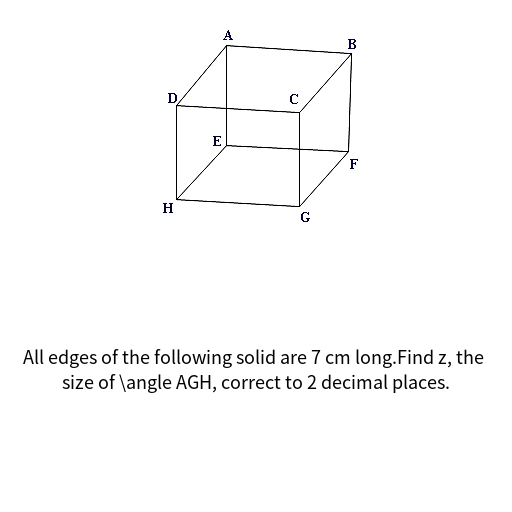 A
B
D
C
E
F
H
G
All edges of the following solid are 7 cm long.Find z, the
size of \angle AGH, correct to 2 decimal places.